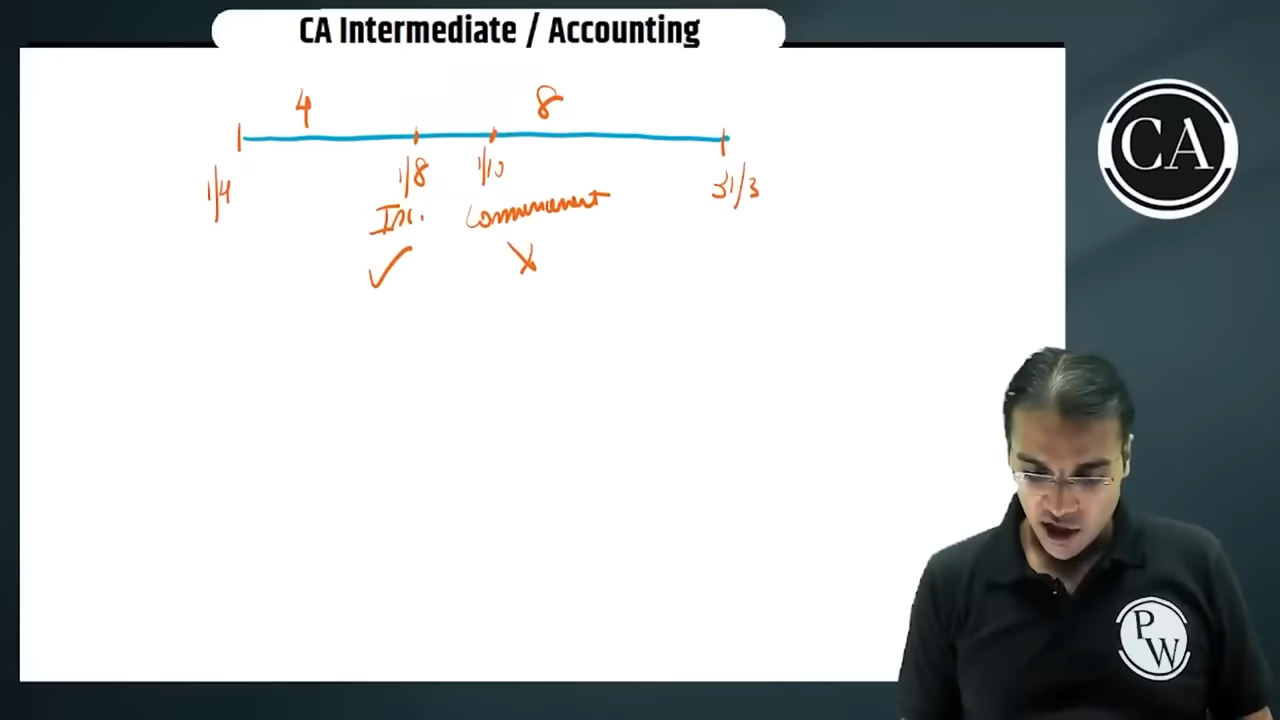 CA Intermediate / Accounting
4 8
1/4 1/8 1/10 31/3
Inc. Commencement
CA
PW